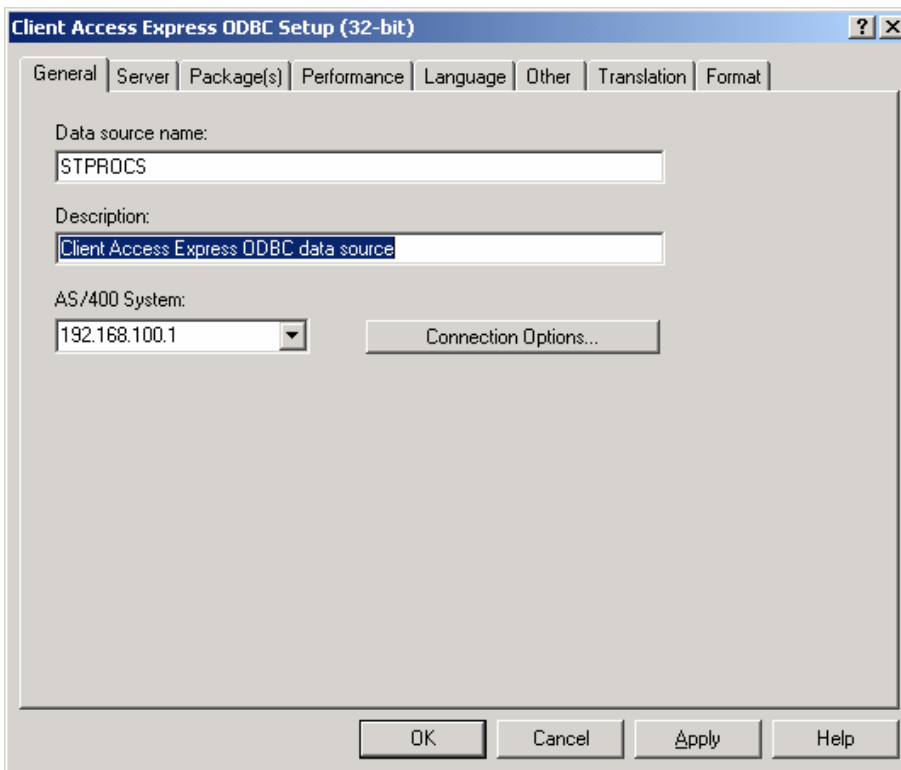 Client Access Express ODBC Setup (32-bit)
General Server Package(s) Performance Language Other Translation Format
Data source name:
STPROCS
Description:
Client Access Express ODBC data source
AS/400 System:
192.168.100.1 Connection Options...
OK Cancel Apply Help